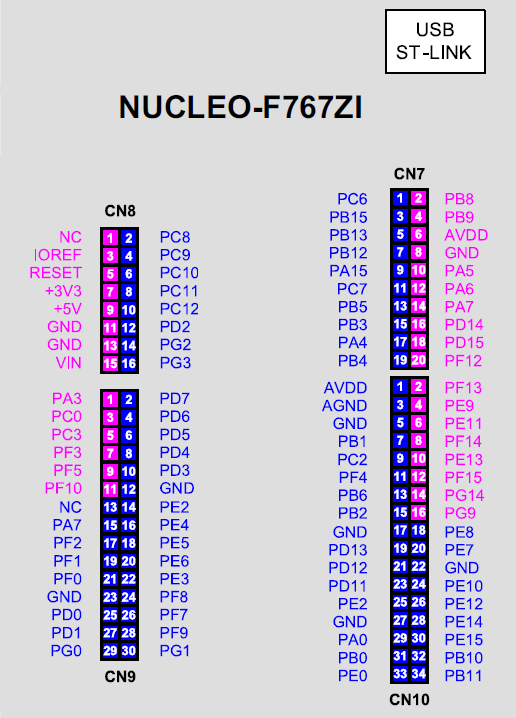 USB
ST-LINK
NUCLEO-F767ZI
CN8
NC 1 2 PC8
IOREF 3 4 PC9
RESET 5 6 PC10
+3V3 7 8 PC11
+5V 9 10 PC12
GND 11 12 PD2
GND 13 14 PG2
VIN 15 16 PG3
PA3 1 2 PD7
PC0 3 4 PD6
PC3 5 6 PD5
PF3 7 8 PD4
PF5 9 10 PD3
PF10 11 12 GND
NC 13 14 PE2
PA7 15 16 PE4
PF2 17 18 PE5
PF1 19 20 PE6
PF0 21 22 PE3
GND 23 24 PF8
PD0 25 26 PF7
PD1 27 28 PF9
PG0 29 30 PG1
CN9
CN7
PC6 1 2 PB8
PB15 3 4 PB9
PB13 5 6 AVDD
PB12 7 8 GND
PA15 9 10 PA5
PC7 11 12 PA6
PB5 13 14 PA7
PB3 15 16 PD14
PA4 17 18 PD15
PB4 19 20 PF12
AVDD 1 2 PF13
AGND 3 4 PE9
GND 5 6 PE11
PB1 7 8 PF14
PC2 9 10 PE13
PF4 11 12 PF15
PB6 13 14 PG14
PB2 15 16 PG9
GND 17 18 PE8
PD13 19 20 PE7
PD12 21 22 GND
PD11 23 24 PE10
PE2 25 26 PE12
GND 27 28 PE14
PA0 29 30 PE15
PB0 31 32 PB10
PE0 33 34 PB11
CN10